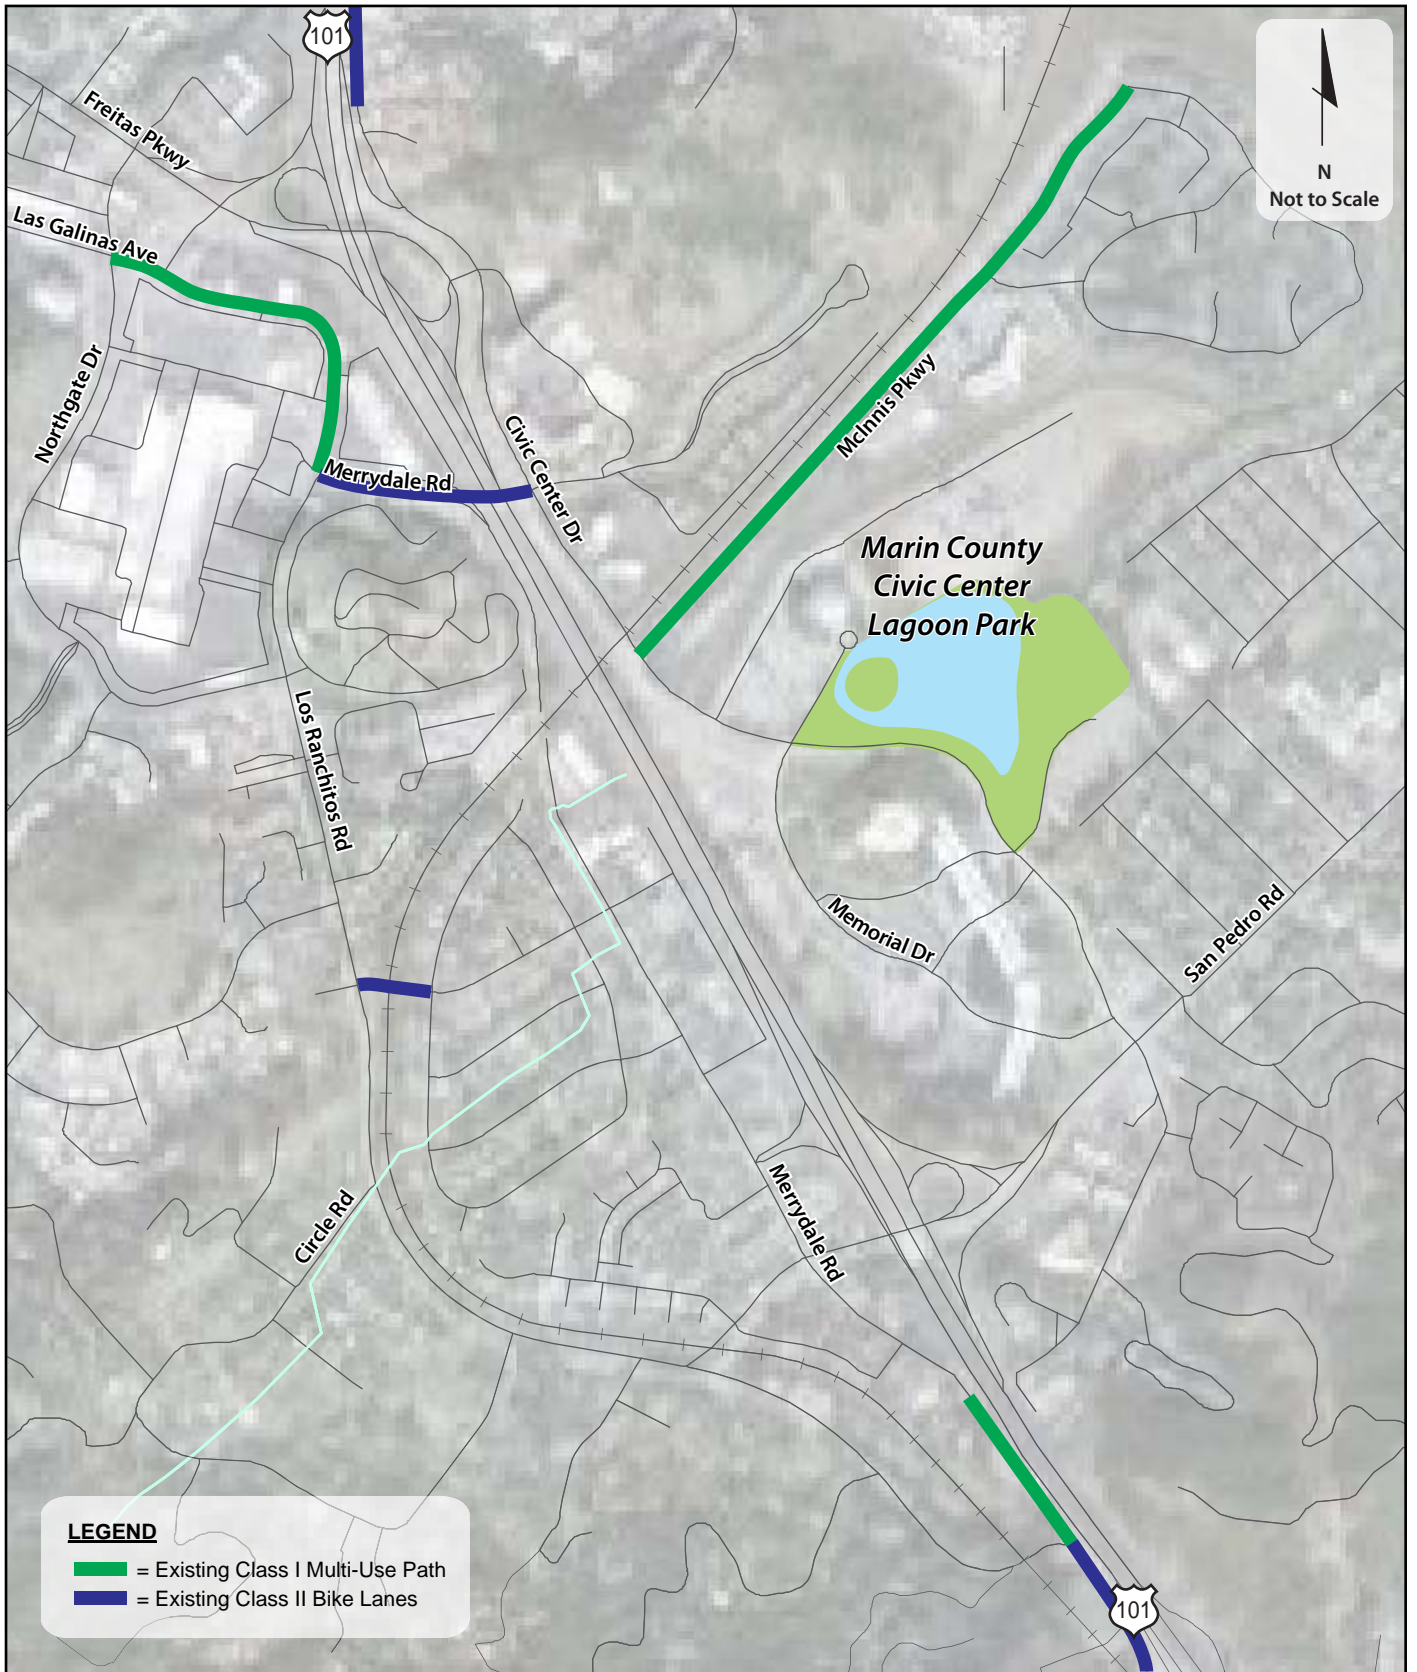 101
Freitas Pkwy
N
Not to Scale
Las Galinas Ave
Northgate Dr
McInnis Pkwy
Civic Center Dr
Merrydale Rd
Marin County
Civic Center
Lagoon Park
Los Ranchitos Rd
Memorial Dr
San Pedro Rd
Merrydale Rd
Circle Rd
LEGEND
= Existing Class I Multi-Use Path
= Existing Class II Bike Lanes
101